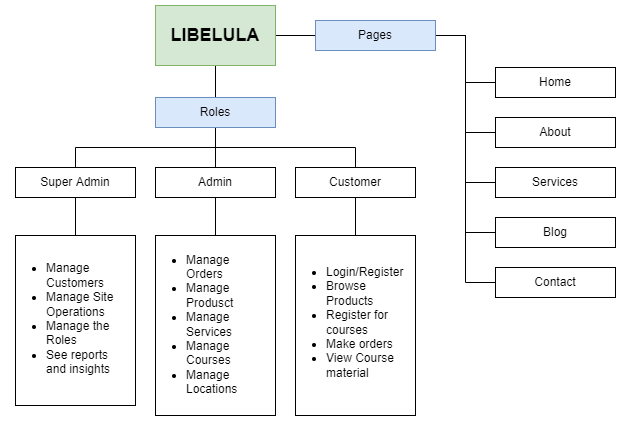 LIBELULA
Pages
Roles
Home
About
Services
Blog
Contact
Super Admin
Admin
Customer
• Manage
Customers
• Manage Site
Operations
• Manage the
Roles
• See reports
and insights
• Manage
Orders
• Manage
Produsct
• Manage
Services
• Manage
Courses
• Manage
Locations
• Login/Register
• Browse
Products
• Register for
courses
• Make orders
• View Course
material